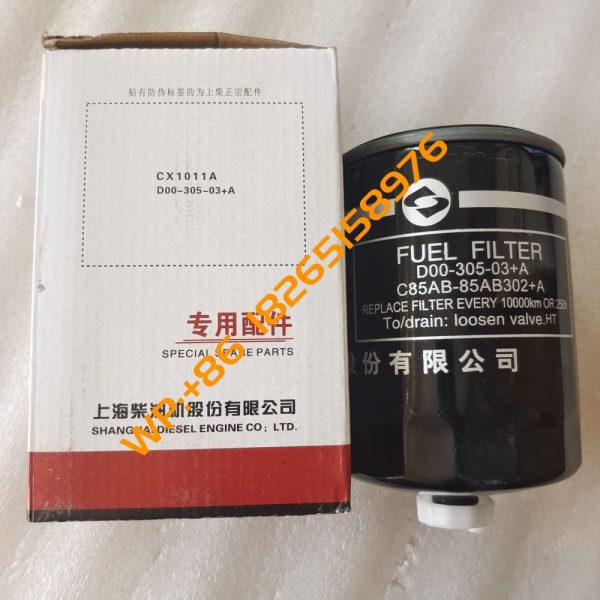 贴有防伪标签的为上柴正宗配件
CX1011A
D00-305-03+A
专用配件
SPECIAL SPARE PARTS
上海柴油机股份有限公司
SHANGHAI DIESEL ENGINE CO; LTD.
FUEL FILTER
D00-305-03+A
C85AB-85AB302+A
REPLACE FILTER EVERY 10000km OR 250h
To/drain: loosen valve.HT
股份有限公司
WP:+86 18265158976